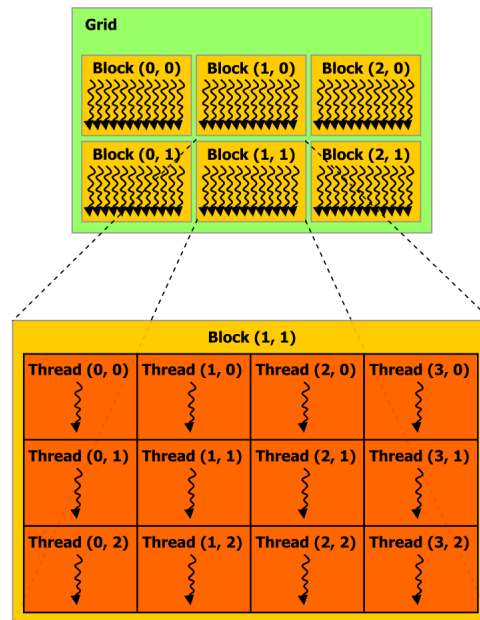 Grid
Block (0, 0) Block (1, 0) Block (2, 0)
Block (0, 1) Block (1, 1) Block (2, 1)
Block (1, 1)
Thread (0, 0) Thread (1, 0) Thread (2, 0) Thread (3, 0)
Thread (0, 1) Thread (1, 1) Thread (2, 1) Thread (3, 1)
Thread (0, 2) Thread (1, 2) Thread (2, 2) Thread (3, 2)